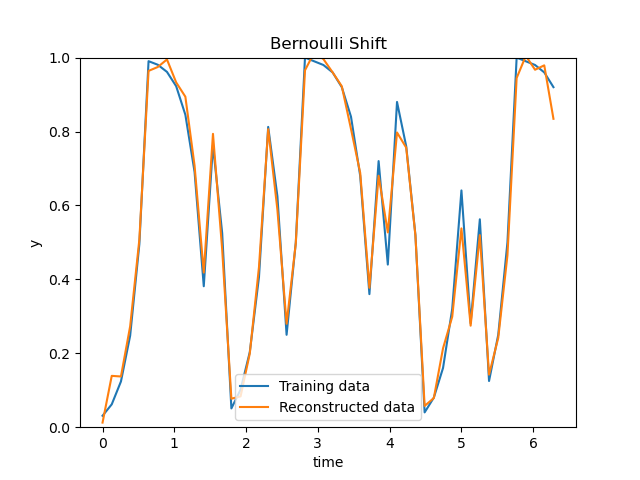 Bernoulli Shift
1.0
0.8
0.6
0.4
0.2
0.0
y
Training data
Reconstructed data
0 1 2 3 4 5 6
time